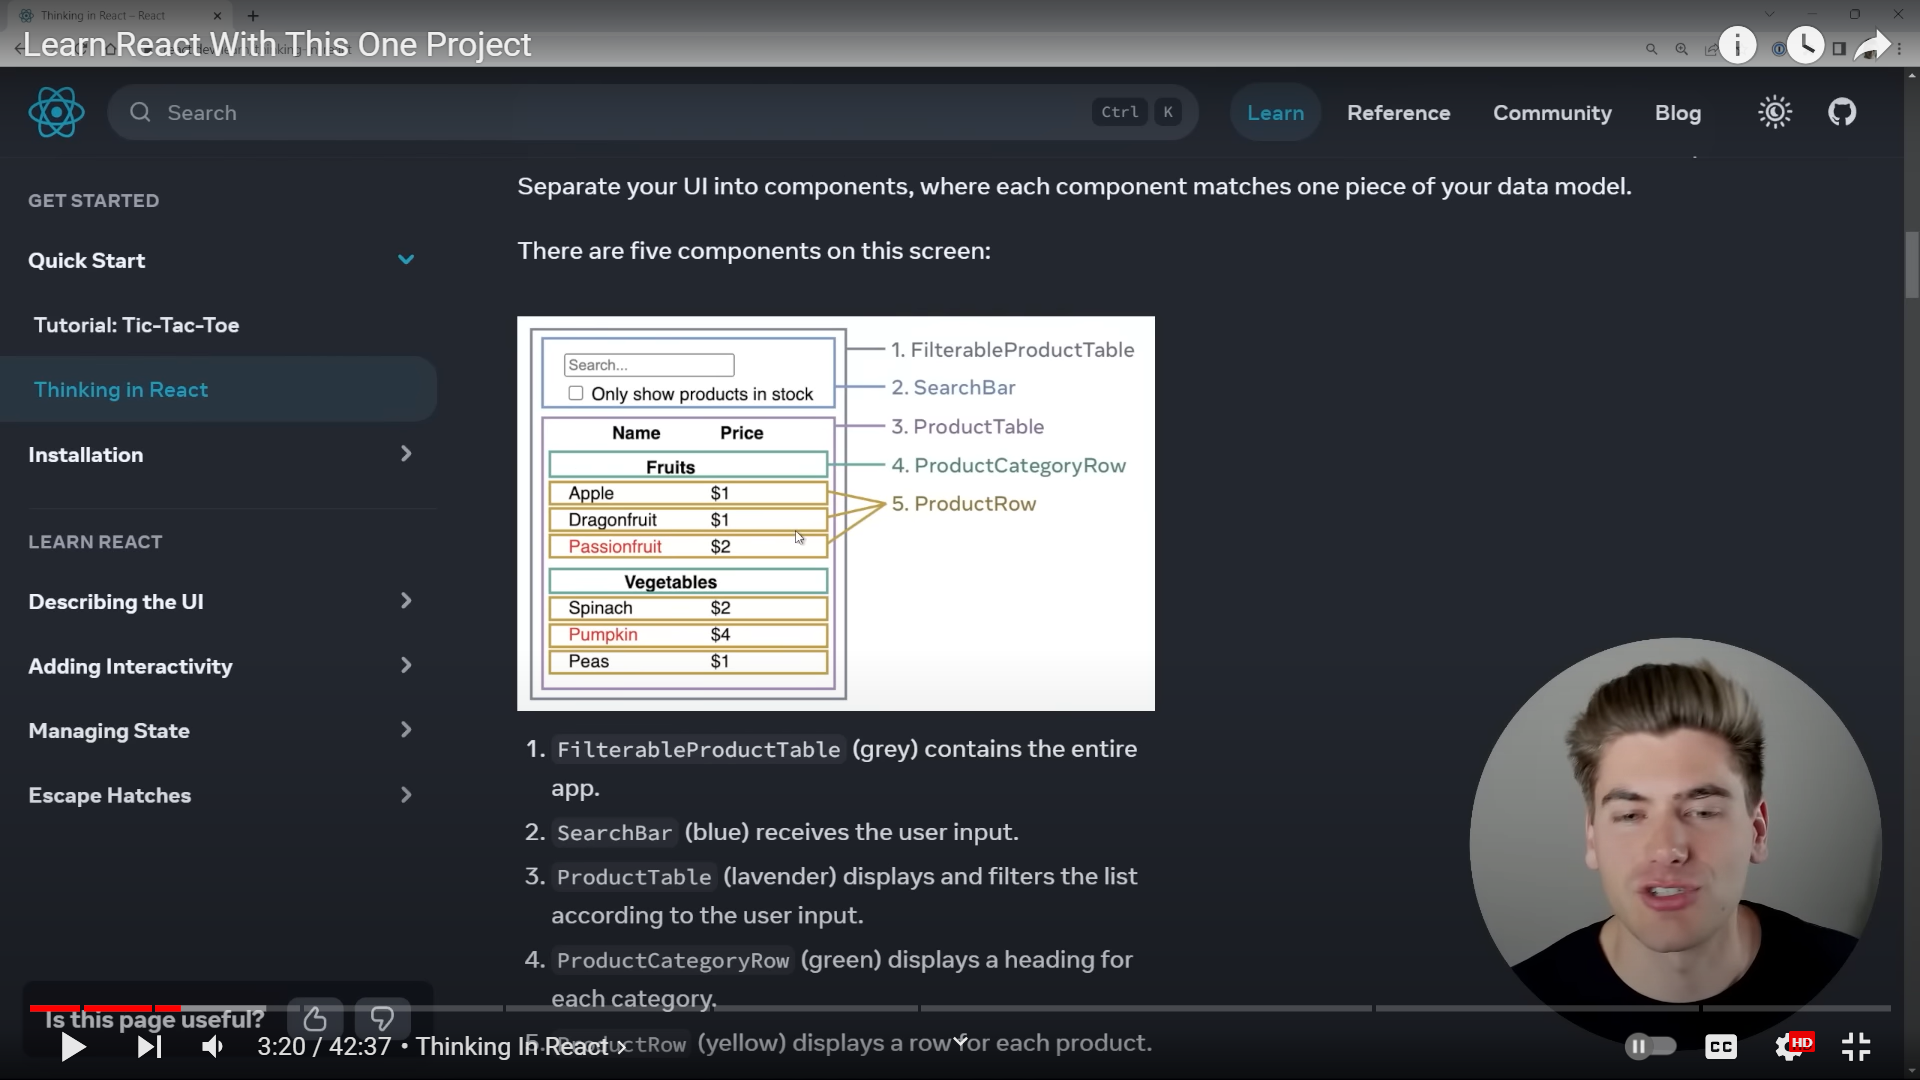 Thinking in React – React
Learn React With This One Project
Search
Ctrl K
Learn
Reference
Community
Blog
GET STARTED
Quick Start
Tutorial: Tic-Tac-Toe
Thinking in React
Installation
LEARN REACT
Describing the UI
Adding Interactivity
Managing State
Escape Hatches
Is this page useful?
Separate your UI into components, where each component matches one piece of your data model.
There are five components on this screen:
Search...
Only show products in stock
Name Price
Fruits
Apple $1
Dragonfruit $1
Passionfruit $2
Vegetables
Spinach $2
Pumpkin $4
Peas $1
1. FilterableProductTable
2. SearchBar
3. ProductTable
4. ProductCategoryRow
5. ProductRow
1. FilterableProductTable (grey) contains the entire
app.
2. SearchBar (blue) receives the user input.
3. ProductTable (lavender) displays and filters the list
according to the user input.
4. ProductCategoryRow (green) displays a heading for
each category.
5. ProductRow (yellow) displays a row for each product.
3:20 / 42:37 • Thinking In React ›
CC
HD